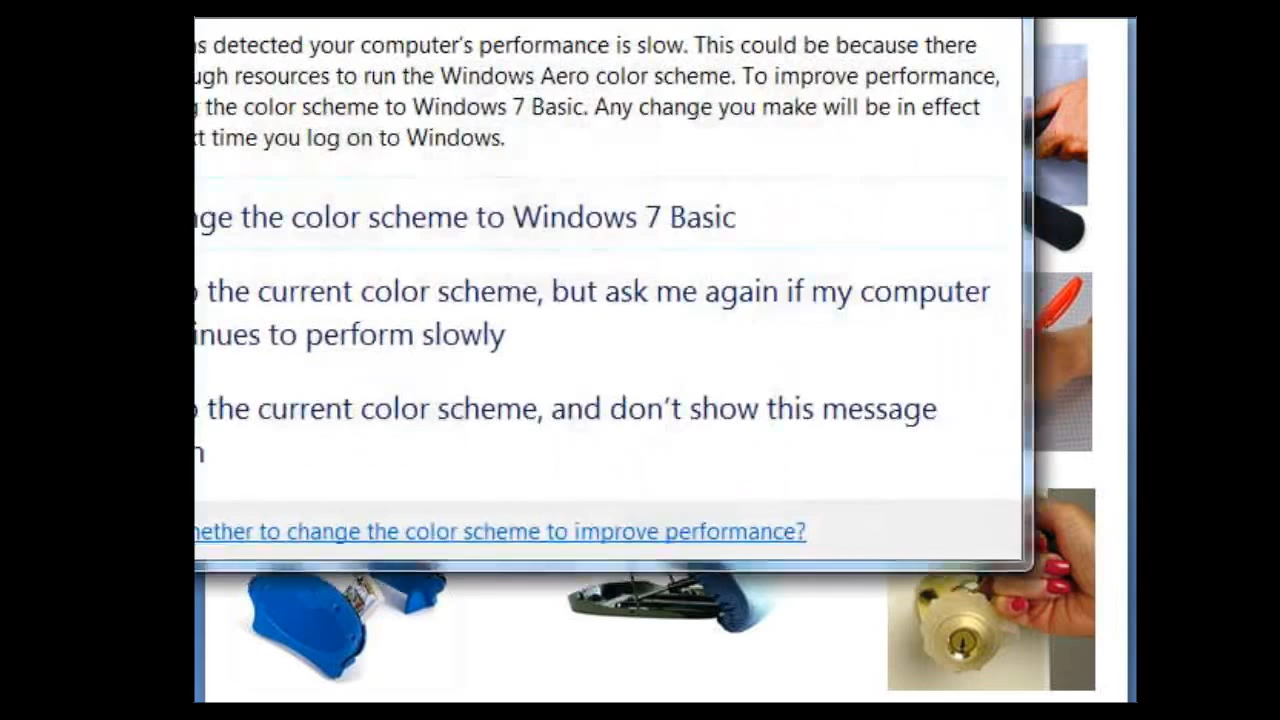 s detected your computer's performance is slow. This could be because there
ugh resources to run the Windows Aero color scheme. To improve performance,
g the color scheme to Windows 7 Basic. Any change you make will be in effect
t time you log on to Windows.
nge the color scheme to Windows 7 Basic
the current color scheme, but ask me again if my computer
inues to perform slowly
the current color scheme, and don't show this message
n
hether to change the color scheme to improve performance?